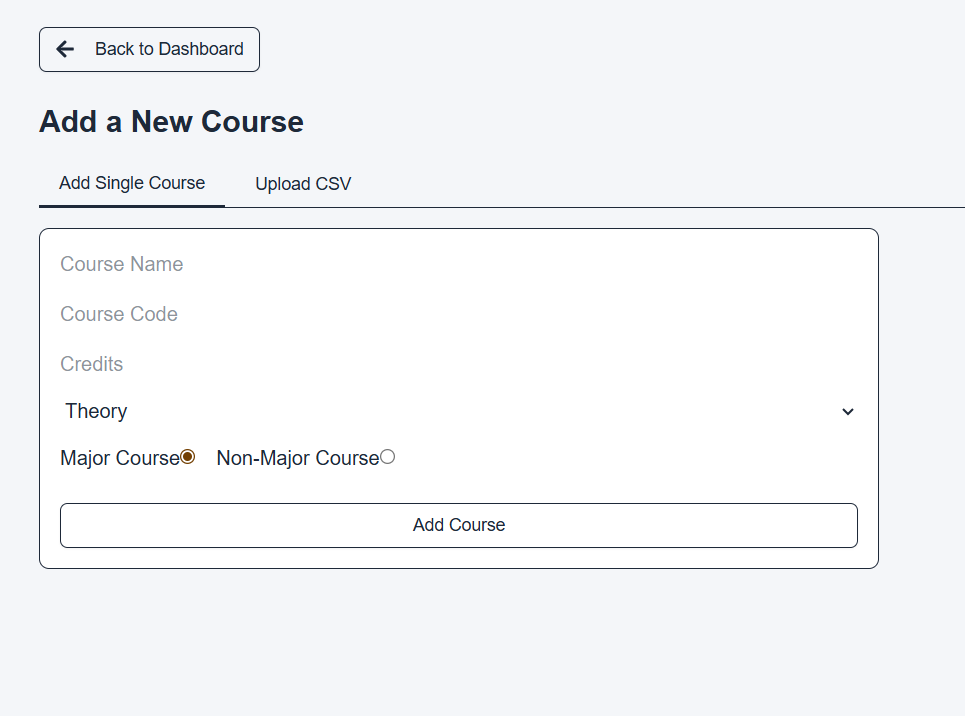 Back to Dashboard
Add a New Course
Add Single Course Upload CSV
Course Name
Course Code
Credits
Theory
Major Course Non-Major Course
Add Course